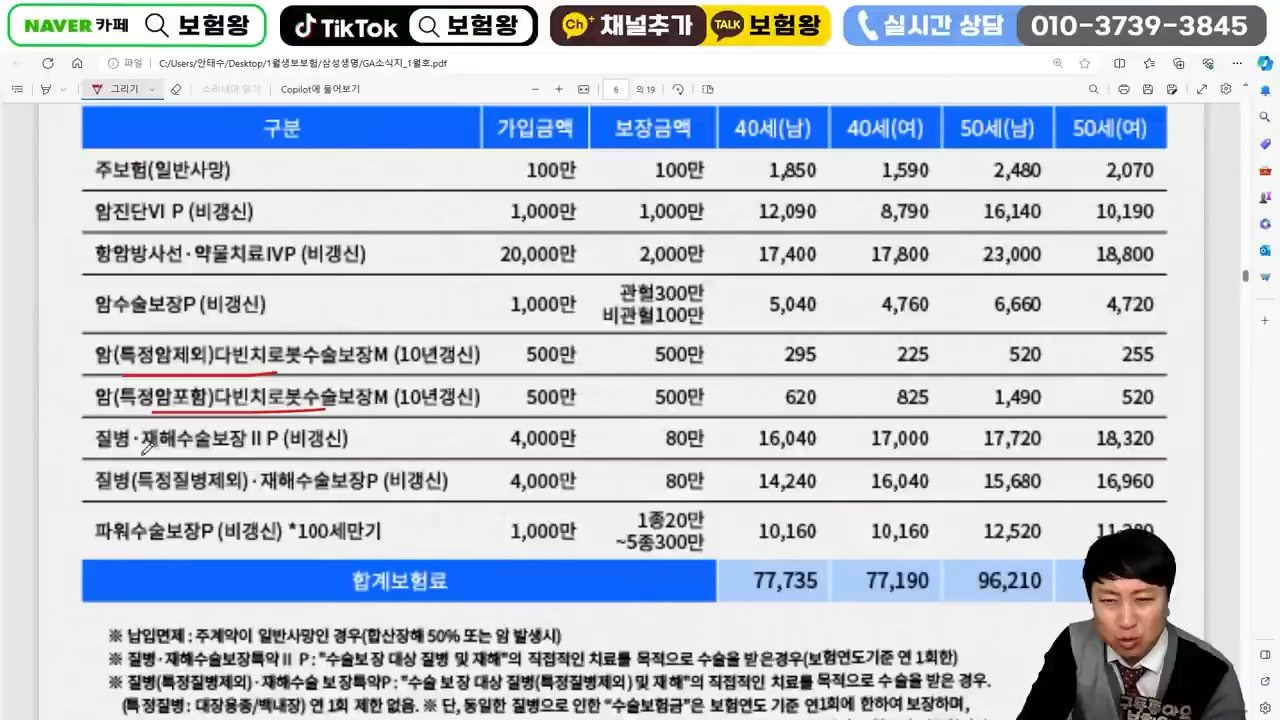 NAVER 카페 보험왕 TikTok 보험왕 Ch+ 채널추가 TALK 보험왕 실시간 상담 010-3739-3845
파일 C:/Users/안태수/Desktop/1월생보보험/삼성생명/GA소식지_1월호.pdf
그리기 소리내어 읽기 Copilot에 물어보기 6 의 19
구분 가입금액 보장금액 40세(남) 40세(여) 50세(남) 50세(여)
주보험(일반사망) 100만 100만 1,850 1,590 2,480 2,070
암진단VI P (비갱신) 1,000만 1,000만 12,090 8,790 16,140 10,190
항암방사선·약물치료IVP (비갱신) 20,000만 2,000만 17,400 17,800 23,000 18,800
암수술보장P (비갱신) 1,000만 관혈300만 비관혈100만 5,040 4,760 6,660 4,720
암(특정암제외)다빈치로봇수술보장M (10년갱신) 500만 500만 295 225 520 255
암(특정암포함)다빈치로봇수술보장M (10년갱신) 500만 500만 620 825 1,490 520
질병·재해수술보장ⅡP (비갱신) 4,000만 80만 16,040 17,000 17,720 18,320
질병(특정질병제외)·재해수술보장P (비갱신) 4,000만 80만 14,240 16,040 15,680 16,960
파워수술보장P (비갱신) *100세만기 1,000만 1종20만 ~5종300만 10,160 10,160 12,520
합계보험료 77,735 77,190 96,210
※ 납입면제 : 주계약이 일반사망인 경우(합산장해 50% 또는 암 발생시)
※ 질병·재해수술보장특약Ⅱ P : "수술보장 대상 질병 및 재해"의 직접적인 치료를 목적으로 수술을 받은경우(보험연도기준 연 1회한)
※ 질병(특정질병제외)·재해수술 보장특약P : "수술 보장 대상 질병(특정질병제외) 및 재해"의 직접적인 치료를 목적으로 수술을 받은 경우.
(특정질병 : 대장용종/백내장) 연 1회 제한 없음. ※ 단, 동일한 질병으로 인한 "수술보험금"은 보험연도 기준 연1회에 한하여 보장하며,